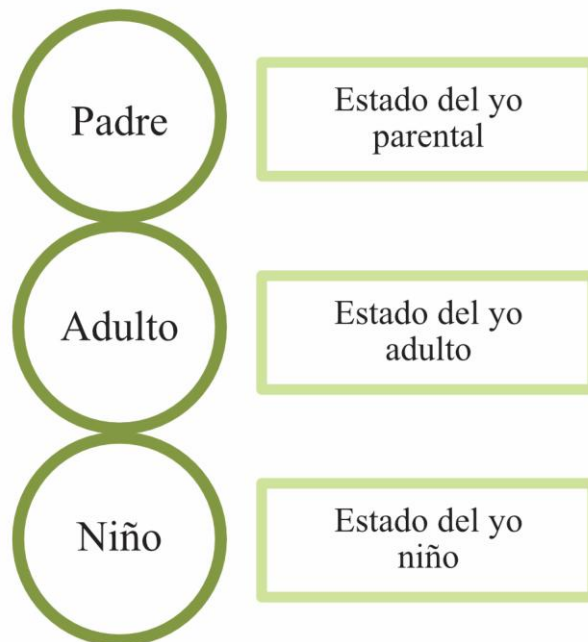 Padre
Estado del yo
parental
Adulto
Estado del yo
adulto
Niño
Estado del yo
niño